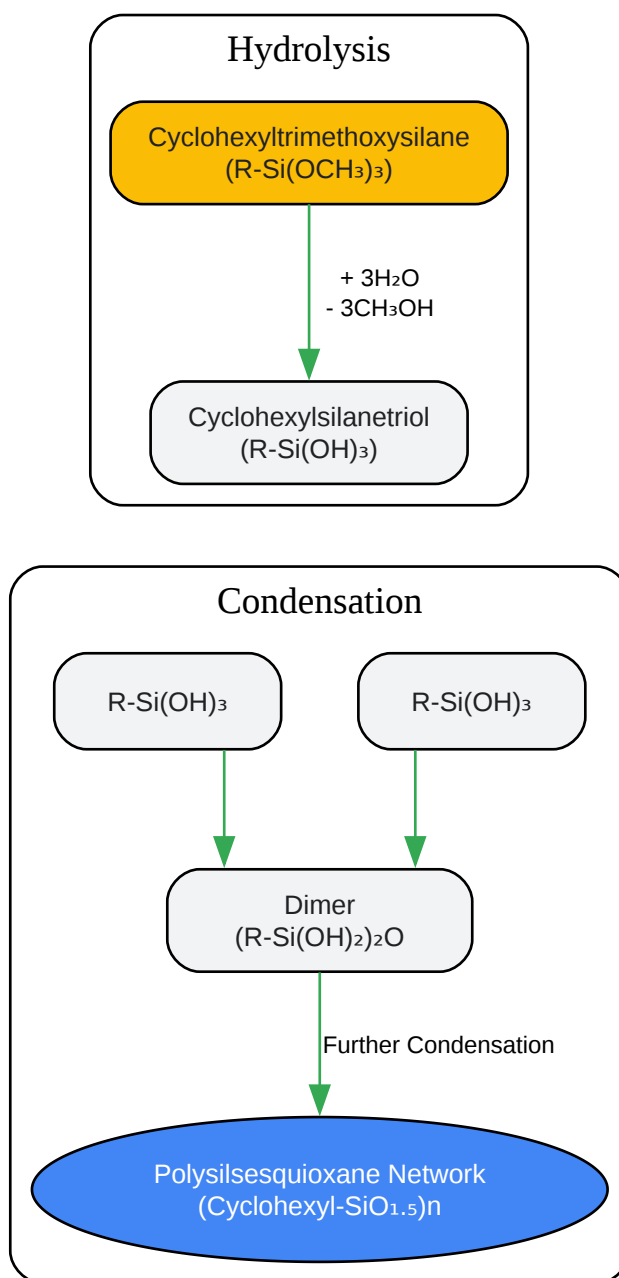 Hydrolysis
Cyclohexyltrimethoxysilane
(R-Si(OCH₃)₃)
+ 3H₂O
- 3CH₃OH
Cyclohexylsilanetriol
(R-Si(OH)₃)
Condensation
R-Si(OH)₃
R-Si(OH)₃
Dimer
(R-Si(OH)₂)₂O
Further Condensation
Polysilsesquioxane Network
(Cyclohexyl-SiO₁.₅)n